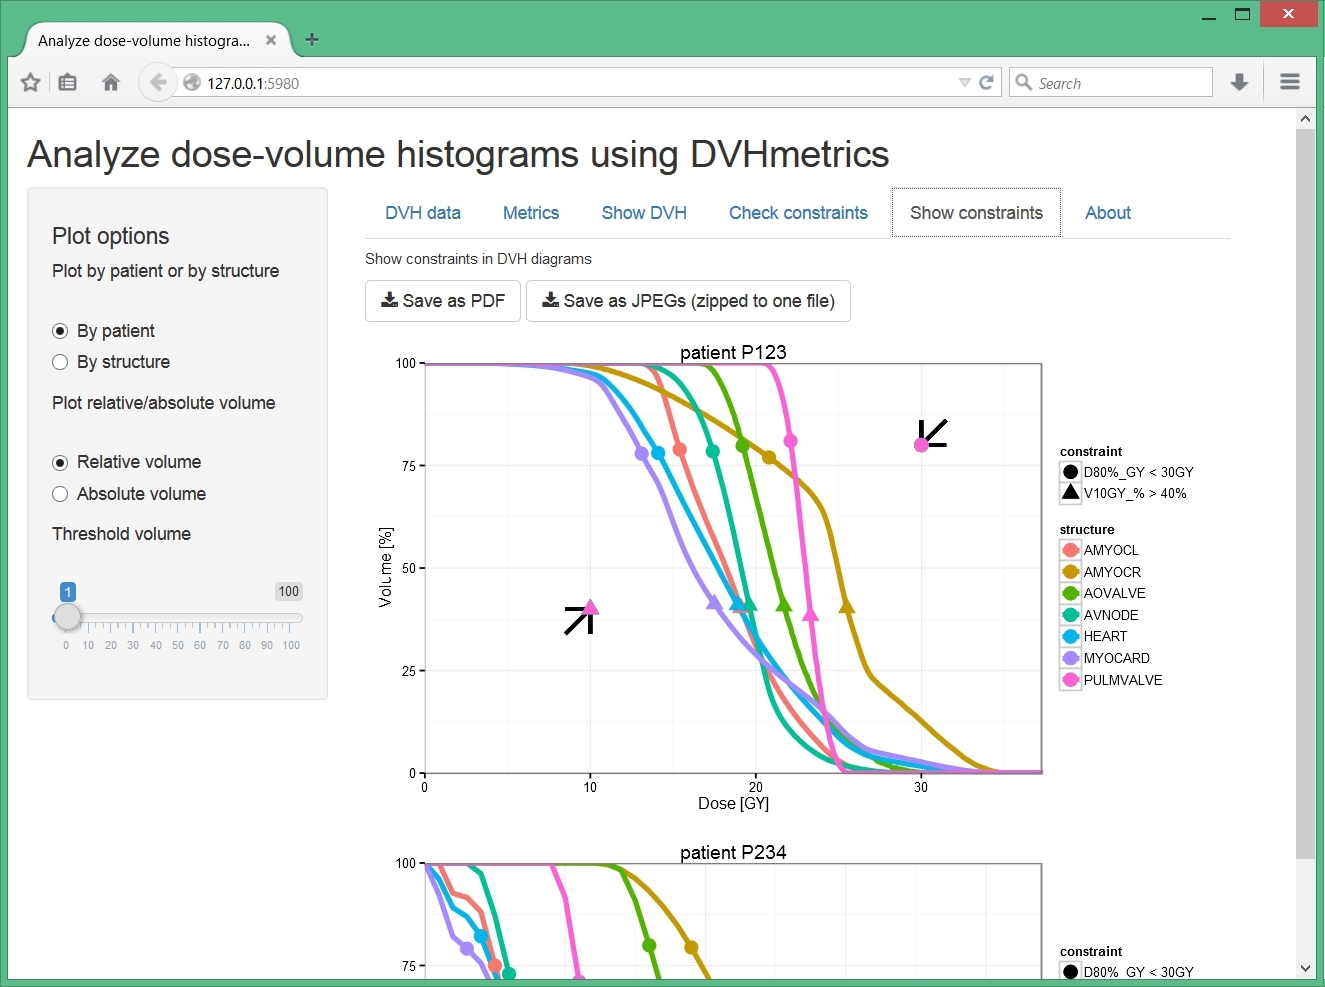 Analyze dose-volume histogra...
127.0.0.1:5980
Search
Analyze dose-volume histograms using DVHmetrics
DVH data Metrics Show DVH Check constraints Show constraints About
Plot options
Plot by patient or by structure
By patient
By structure
Plot relative/absolute volume
Relative volume
Absolute volume
Threshold volume
1 100
0 10 20 30 40 50 60 70 80 90 100
Show constraints in DVH diagrams
Save as PDF Save as JPEGs (zipped to one file)
patient P123
100
75
50
25
0
Volume [%]
0 10 20 30
Dose [GY]
constraint
D80%_GY < 30GY
V10GY_% > 40%
structure
AMYOCL
AMYOCR
AOVALVE
AVNODE
HEART
MYOCARD
PULMVALVE
patient P234
100
75
constraint
D80%_GY < 30GY